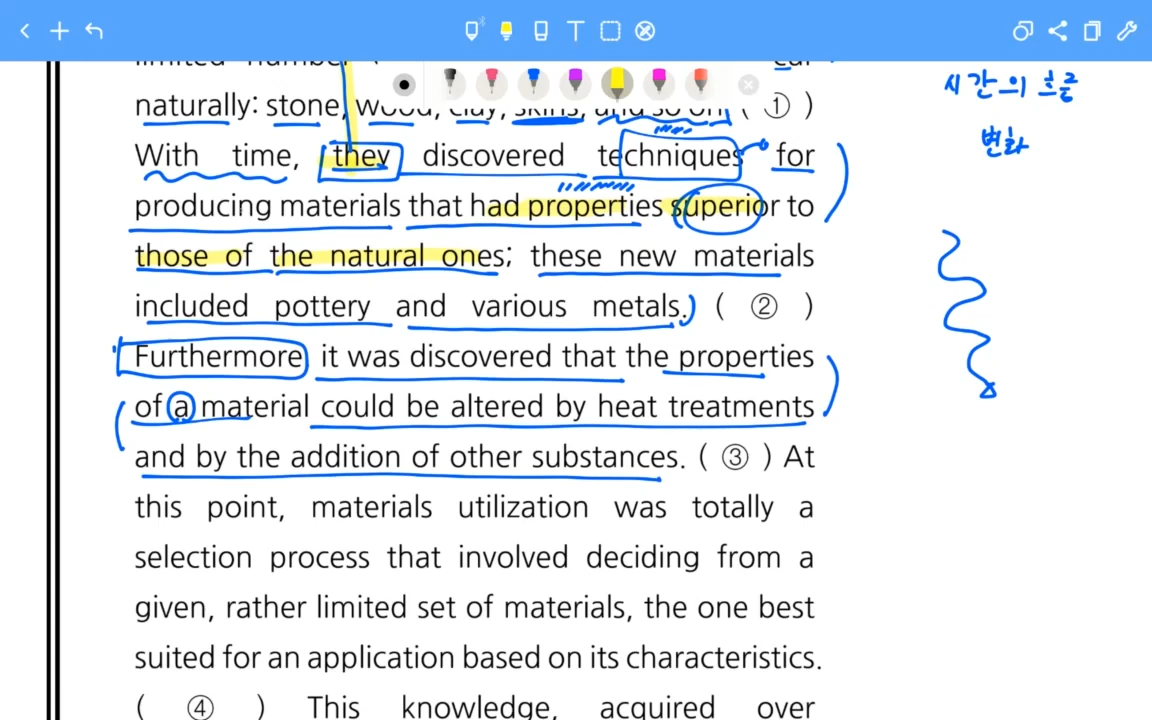 limited number
시간의 흐름
naturally: stone, wood, clay, skins, and so on. ( ① )
변화
With time, they discovered techniques for
producing materials that had properties superior to
those of the natural ones; these new materials
included pottery and various metals. ( ② )
Furthermore it was discovered that the properties
of a material could be altered by heat treatments
and by the addition of other substances. ( ③ ) At
this point, materials utilization was totally a
selection process that involved deciding from a
given, rather limited set of materials, the one best
suited for an application based on its characteristics.
( ④ ) This knowledge, acquired over